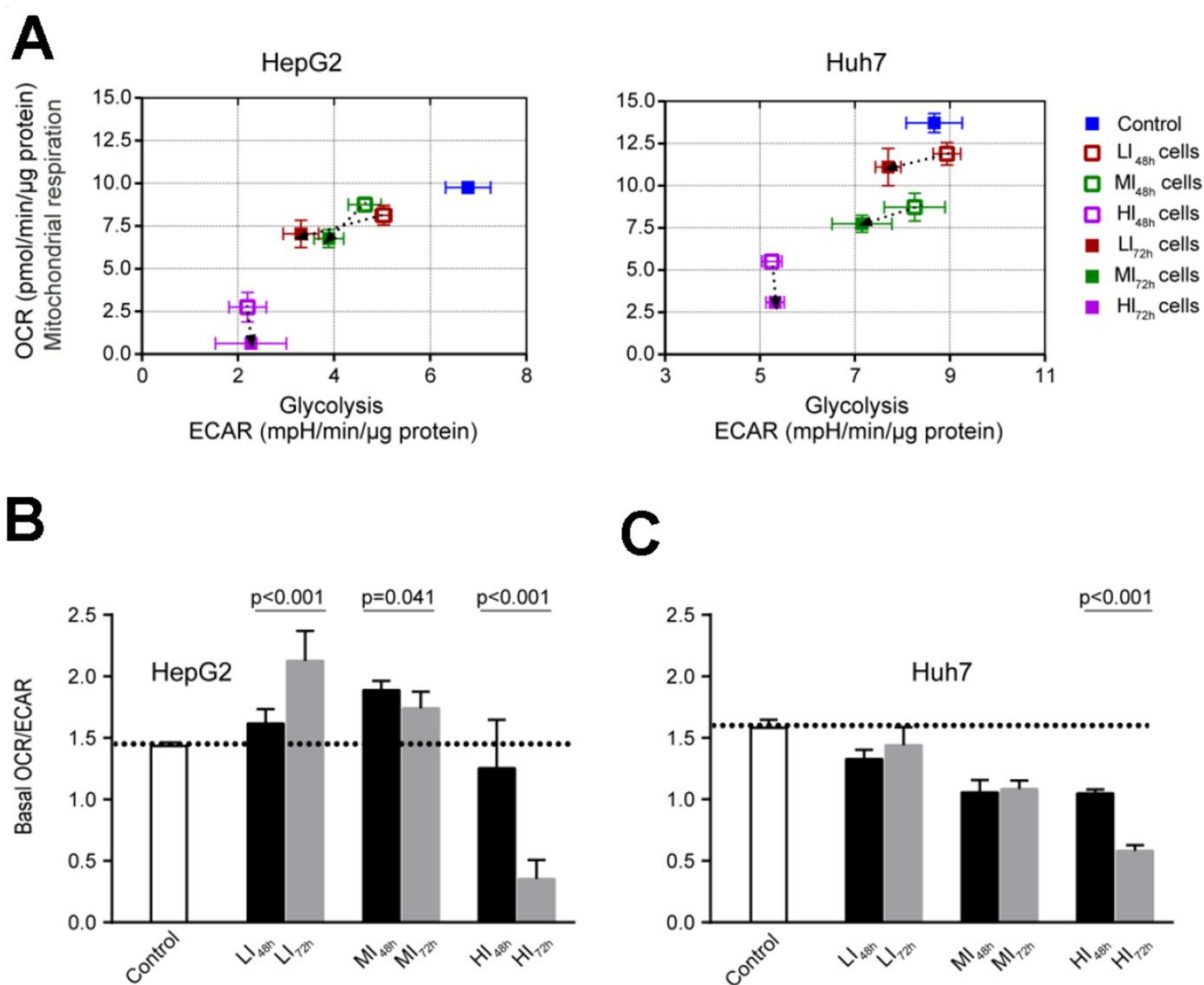 A
HepG2
Huh7
OCR (pmol/min/µg protein)
Mitochondrial respiration
15.0
12.5
10.0
7.5
5.0
2.5
0.0
0 2 4 6 8
Glycolysis
ECAR (mpH/min/µg protein)
15.0
12.5
10.0
7.5
5.0
2.5
0.0
3 5 7 9 11
Glycolysis
ECAR (mpH/min/µg protein)
Control
LI48h cells
MI48h cells
HI48h cells
LI72h cells
MI72h cells
HI72h cells
B
p<0.001 p=0.041 p<0.001
HepG2
Basal OCR/ECAR
2.5
2.0
1.5
1.0
0.5
0.0
Control LI48h LI72h MI48h MI72h HI48h HI72h
C
p<0.001
Huh7
2.5
2.0
1.5
1.0
0.5
0.0
Control LI48h LI72h MI48h MI72h HI48h HI72h